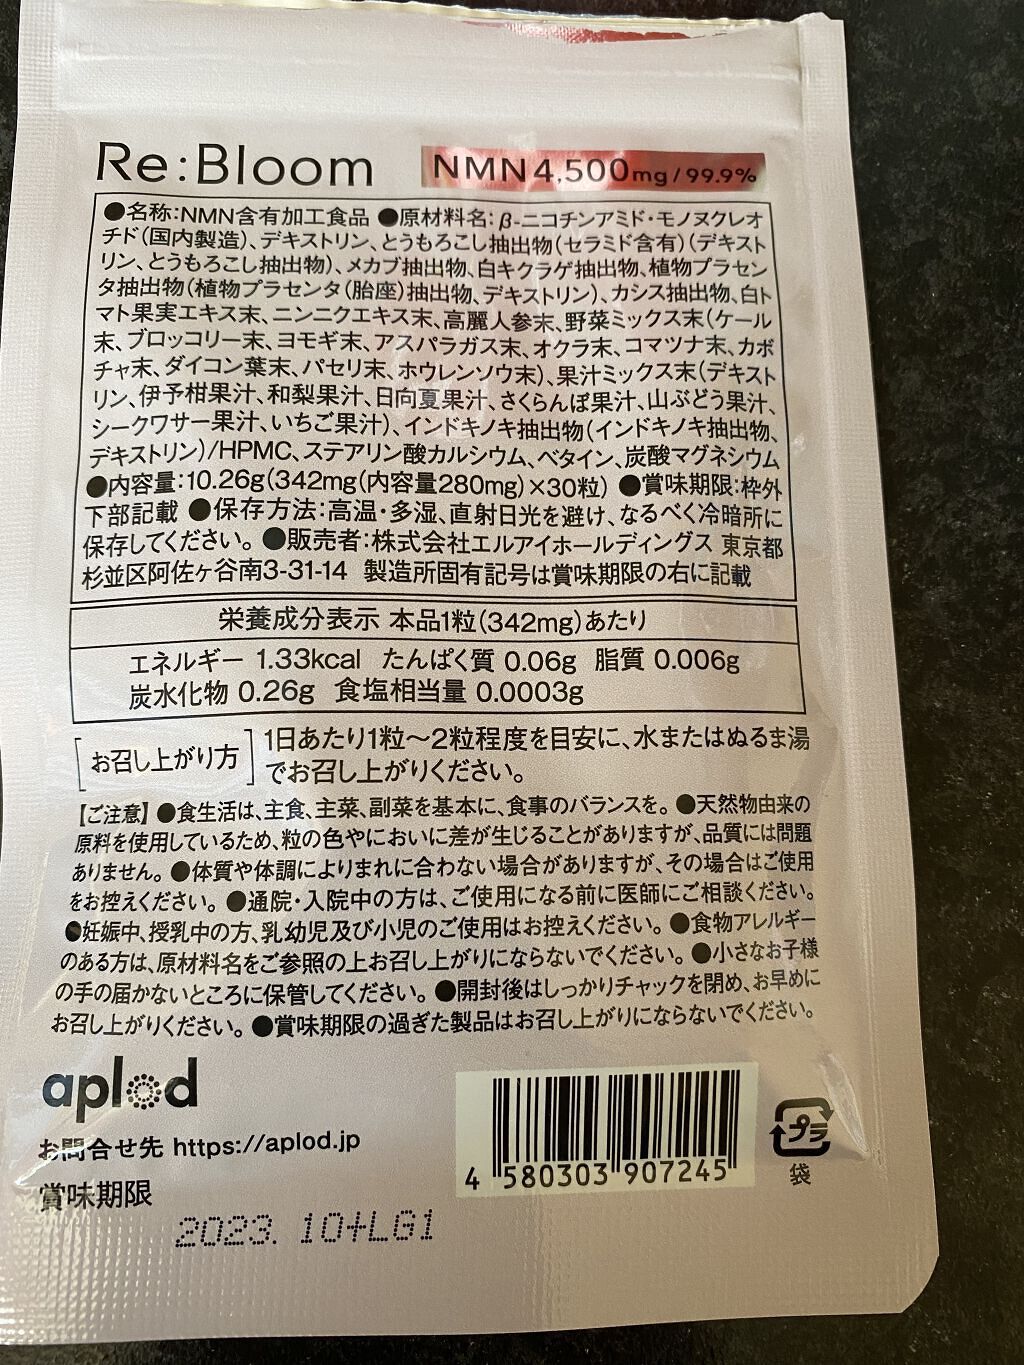 Re:Bloom NMN4,500mg/99.9%
●名称:NMN含有加工食品 ●原材料名:β-ニコチンアミド・モノヌクレオ
チド(国内製造)、デキストリン、とうもろこし抽出物(セラミド含有)(デキスト
リン、とうもろこし抽出物)、メカブ抽出物、白キクラゲ抽出物、植物プラセン
タ抽出物(植物プラセンタ(胎座)抽出物、デキストリン)、カシス抽出物、白ト
マト果実エキス末、ニンニクエキス末、高麗人参末、野菜ミックス末(ケール
末、ブロッコリー末、ヨモギ末、アスパラガス末、オクラ末、コマツナ末、カボ
チャ末、ダイコン葉末、パセリ末、ホウレンソウ末)、果汁ミックス末(デキスト
リン、伊予柑果汁、和梨果汁、日向夏果汁、さくらんぼ果汁、山ぶどう果汁、
シークワサー果汁、いちご果汁)、インドキノキ抽出物(インドキノキ抽出物、
デキストリン)/HPMC、ステアリン酸カルシウム、ベタイン、炭酸マグネシウム
●内容量:10.26g(342mg(内容量280mg)×30粒) ●賞味期限:枠外
下部記載 ●保存方法:高温・多湿、直射日光を避け、なるべく冷暗所に
保存してください。●販売者:株式会社エルアイホールディングス 東京都
杉並区阿佐ヶ谷南3-31-14 製造所固有記号は賞味期限の右に記載
栄養成分表示 本品1粒(342mg)あたり
エネルギー 1.33kcal たんぱく質 0.06g 脂質 0.006g
炭水化物 0.26g 食塩相当量 0.0003g
お召し上がり方 1日あたり1粒〜2粒程度を目安に、水またはぬるま湯
でお召し上がりください。
【ご注意】●食生活は、主食、主菜、副菜を基本に、食事のバランスを。●天然物由来の
原料を使用しているため、粒の色やにおいに差が生じることがありますが、品質には問題
ありません。●体質や体調によりまれに合わない場合がありますが、その場合はご使用
をお控えください。●通院・入院中の方は、ご使用になる前に医師にご相談ください。
●妊娠中、授乳中の方、乳幼児及び小児のご使用はお控えください。●食物アレルギー
のある方は、原材料名をご参照の上お召し上がりにならないでください。●小さなお子様
の手の届かないところに保管してください。●開封後はしっかりチャックを閉め、お早めに
お召し上がりください。●賞味期限の過ぎた製品はお召し上がりにならないでください。
aplod
お問合せ先 https://aplod.jp
4 580303 907245
プラ
袋
賞味期限
2023. 10+LG1